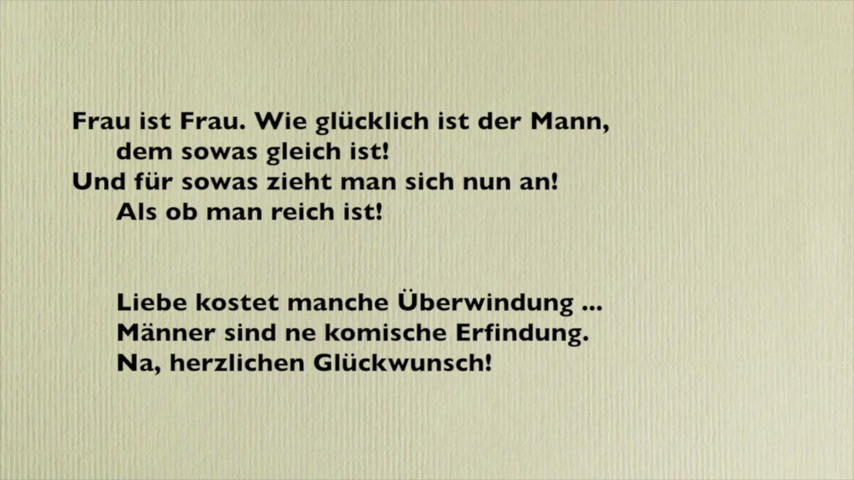 Frau ist Frau. Wie glücklich ist der Mann,
dem sowas gleich ist!
Und für sowas zieht man sich nun an!
Als ob man reich ist!
Liebe kostet manche Überwindung ...
Männer sind ne komische Erfindung.
Na, herzlichen Glückwunsch!